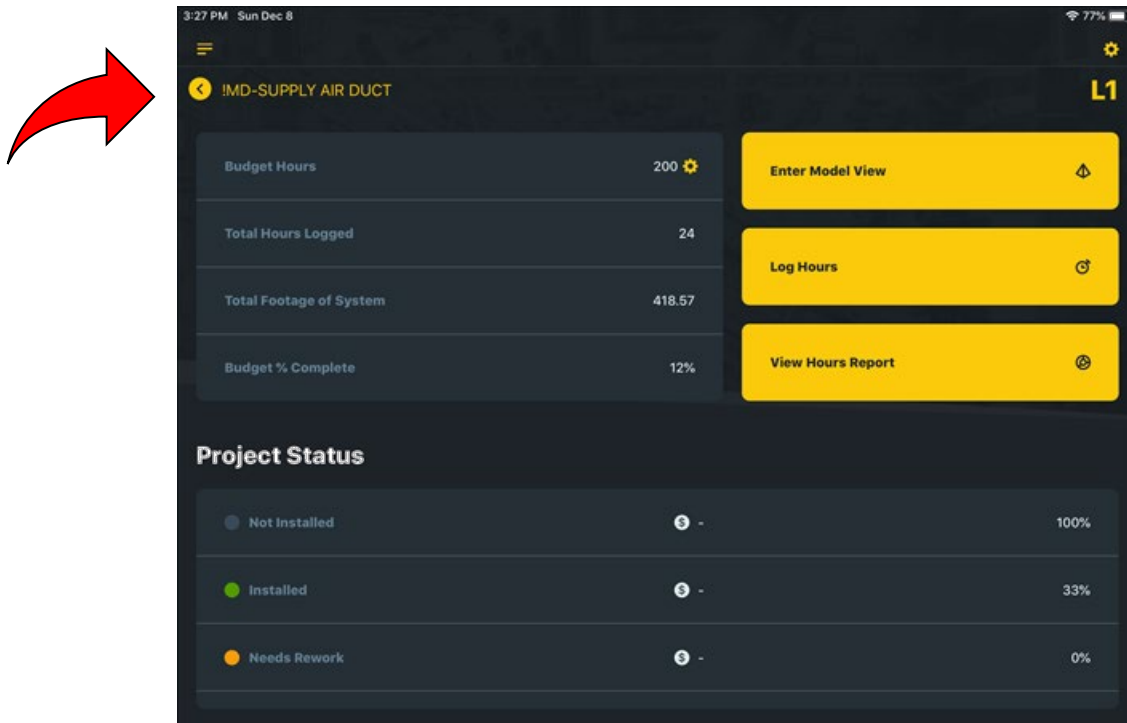 3:27 PM Sun Dec 8 77%
!MD-SUPPLY AIR DUCT L1
Budget Hours 200
Total Hours Logged 24
Total Footage of System 418.57
Budget % Complete 12%
Enter Model View
Log Hours
View Hours Report
Project Status
Not Installed $ - 100%
Installed $ - 33%
Needs Rework $ - 0%